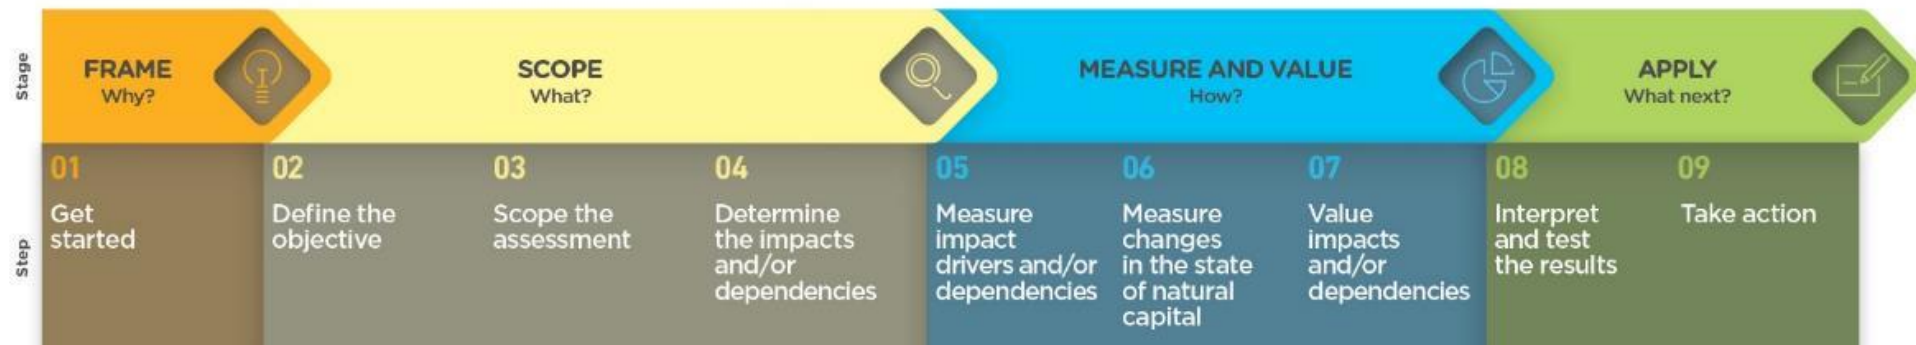 Stage
FRAME
Why?
SCOPE
What?
MEASURE AND VALUE
How?
APPLY
What next?
Step
01
Get
started
02
Define the
objective
03
Scope the
assessment
04
Determine
the impacts
and/or
dependencies
05
Measure
impact
drivers and/or
dependencies
06
Measure
changes
in the state
of natural
capital
07
Value
impacts
and/or
dependencies
08
Interpret
and test
the results
09
Take action